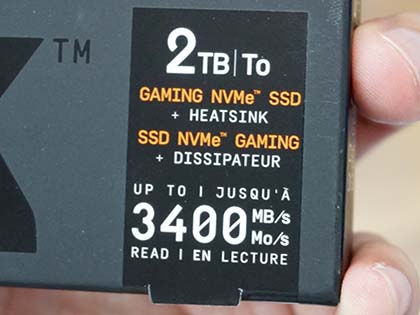 TM
2TB|To
GAMING NVMe™ SSD
+ HEATSINK
SSD NVMe™ GAMING
+ DISSIPATEUR
UP TO | JUSQU'À
3400 MB/s
Mo/s
READ | EN LECTURE